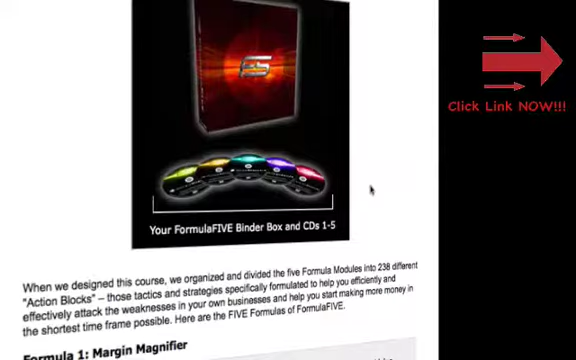 Click Link NOW!!!
Your FormulaFIVE Binder Box and CDs 1-5
When we designed this course, we organized and divided the five Formula Modules into 238 different
"Action Blocks" – those tactics and strategies specifically formulated to help you efficiently and
effectively attack the weaknesses in your own businesses and help you start making more money in
the shortest time frame possible. Here are the FIVE Formulas of FormulaFIVE.
Formula 1: Margin Magnifier